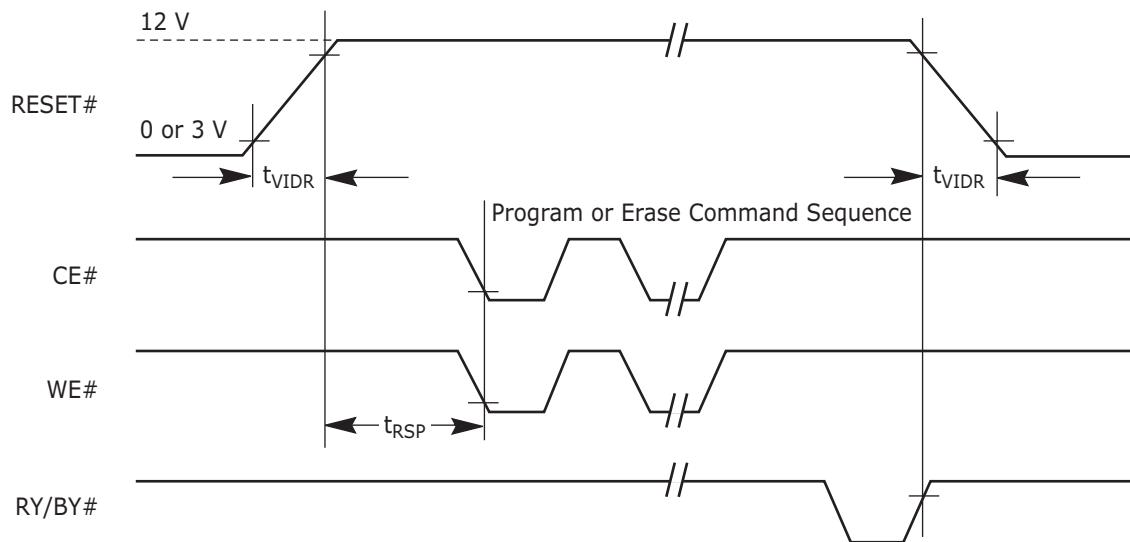 12 V
RESET#
0 or 3 V
tVIDR
tVIDR
Program or Erase Command Sequence
CE#
WE#
tRSP
RY/BY#